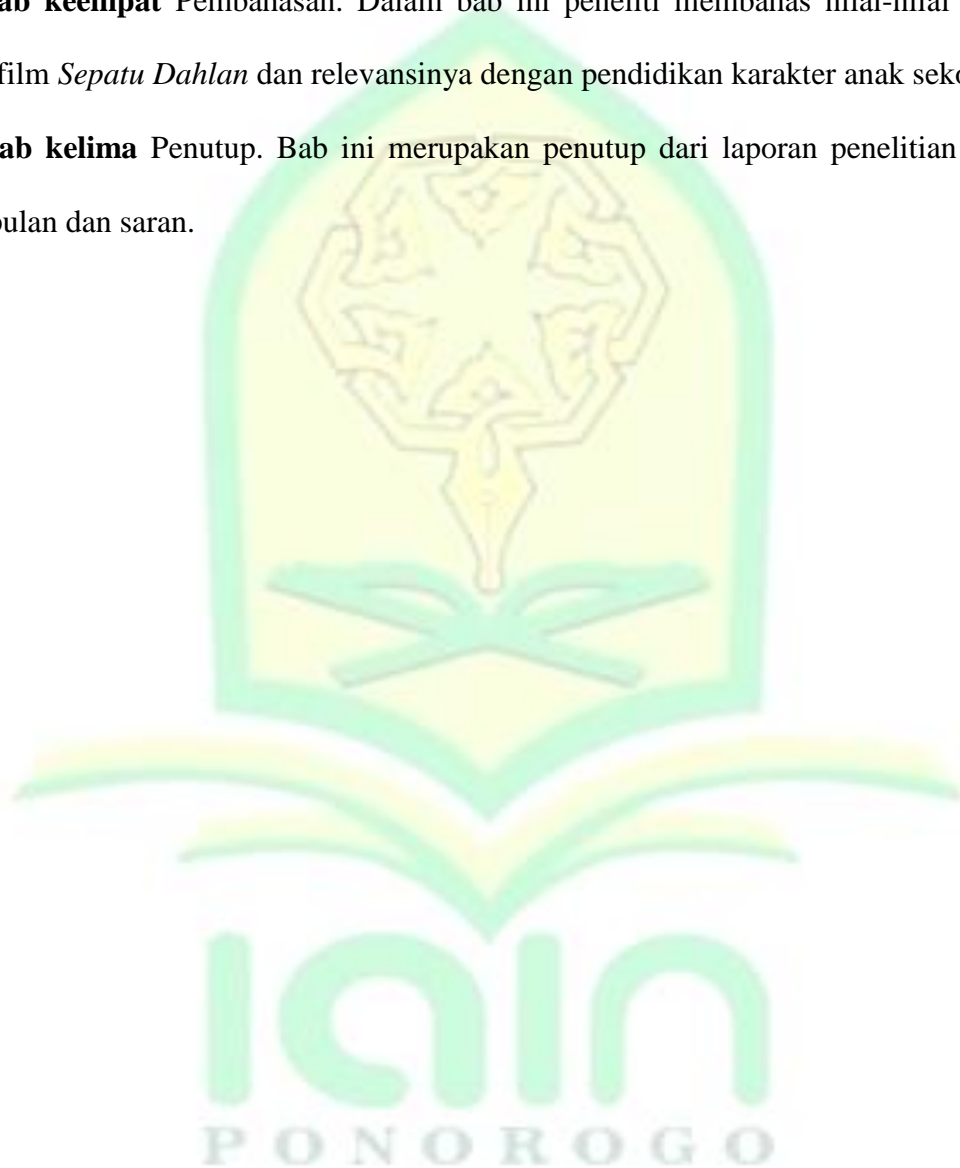 ab keempat Pembahasan. Dalam bab ini peneliti membahas nilai-nilai
film Sepatu Dahlan dan relevansinya dengan pendidikan karakter anak seko
ab kelima Penutup. Bab ini merupakan penutup dari laporan penelitian
pulan dan saran.
iain
PONOROGO